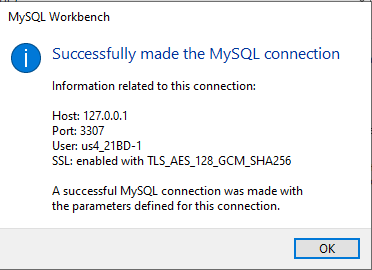 MySQL Workbench
Successfully made the MySQL connection
Information related to this connection:
Host: 127.0.0.1
Port: 3307
User: us4_21BD-1
SSL: enabled with TLS_AES_128_GCM_SHA256
A successful MySQL connection was made with
the parameters defined for this connection.
OK